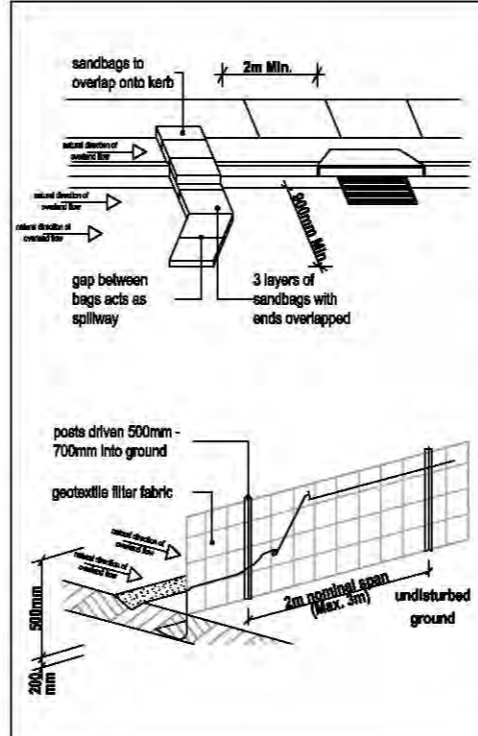 sandbags to
overlap onto kerb
2m Min.
natural direction of
overland flow
natural direction of
overland flow
natural direction of
overland flow
900mm Min.
gap between
bags acts as
spillway
3 layers of
sandbags with
ends overlapped
posts driven 500mm -
700mm into ground
geotextile filter fabric
natural direction of
overland flow
natural direction of
overland flow
500mm
200
mm
2m nominal span
(Max. 3m)
undisturbed
ground